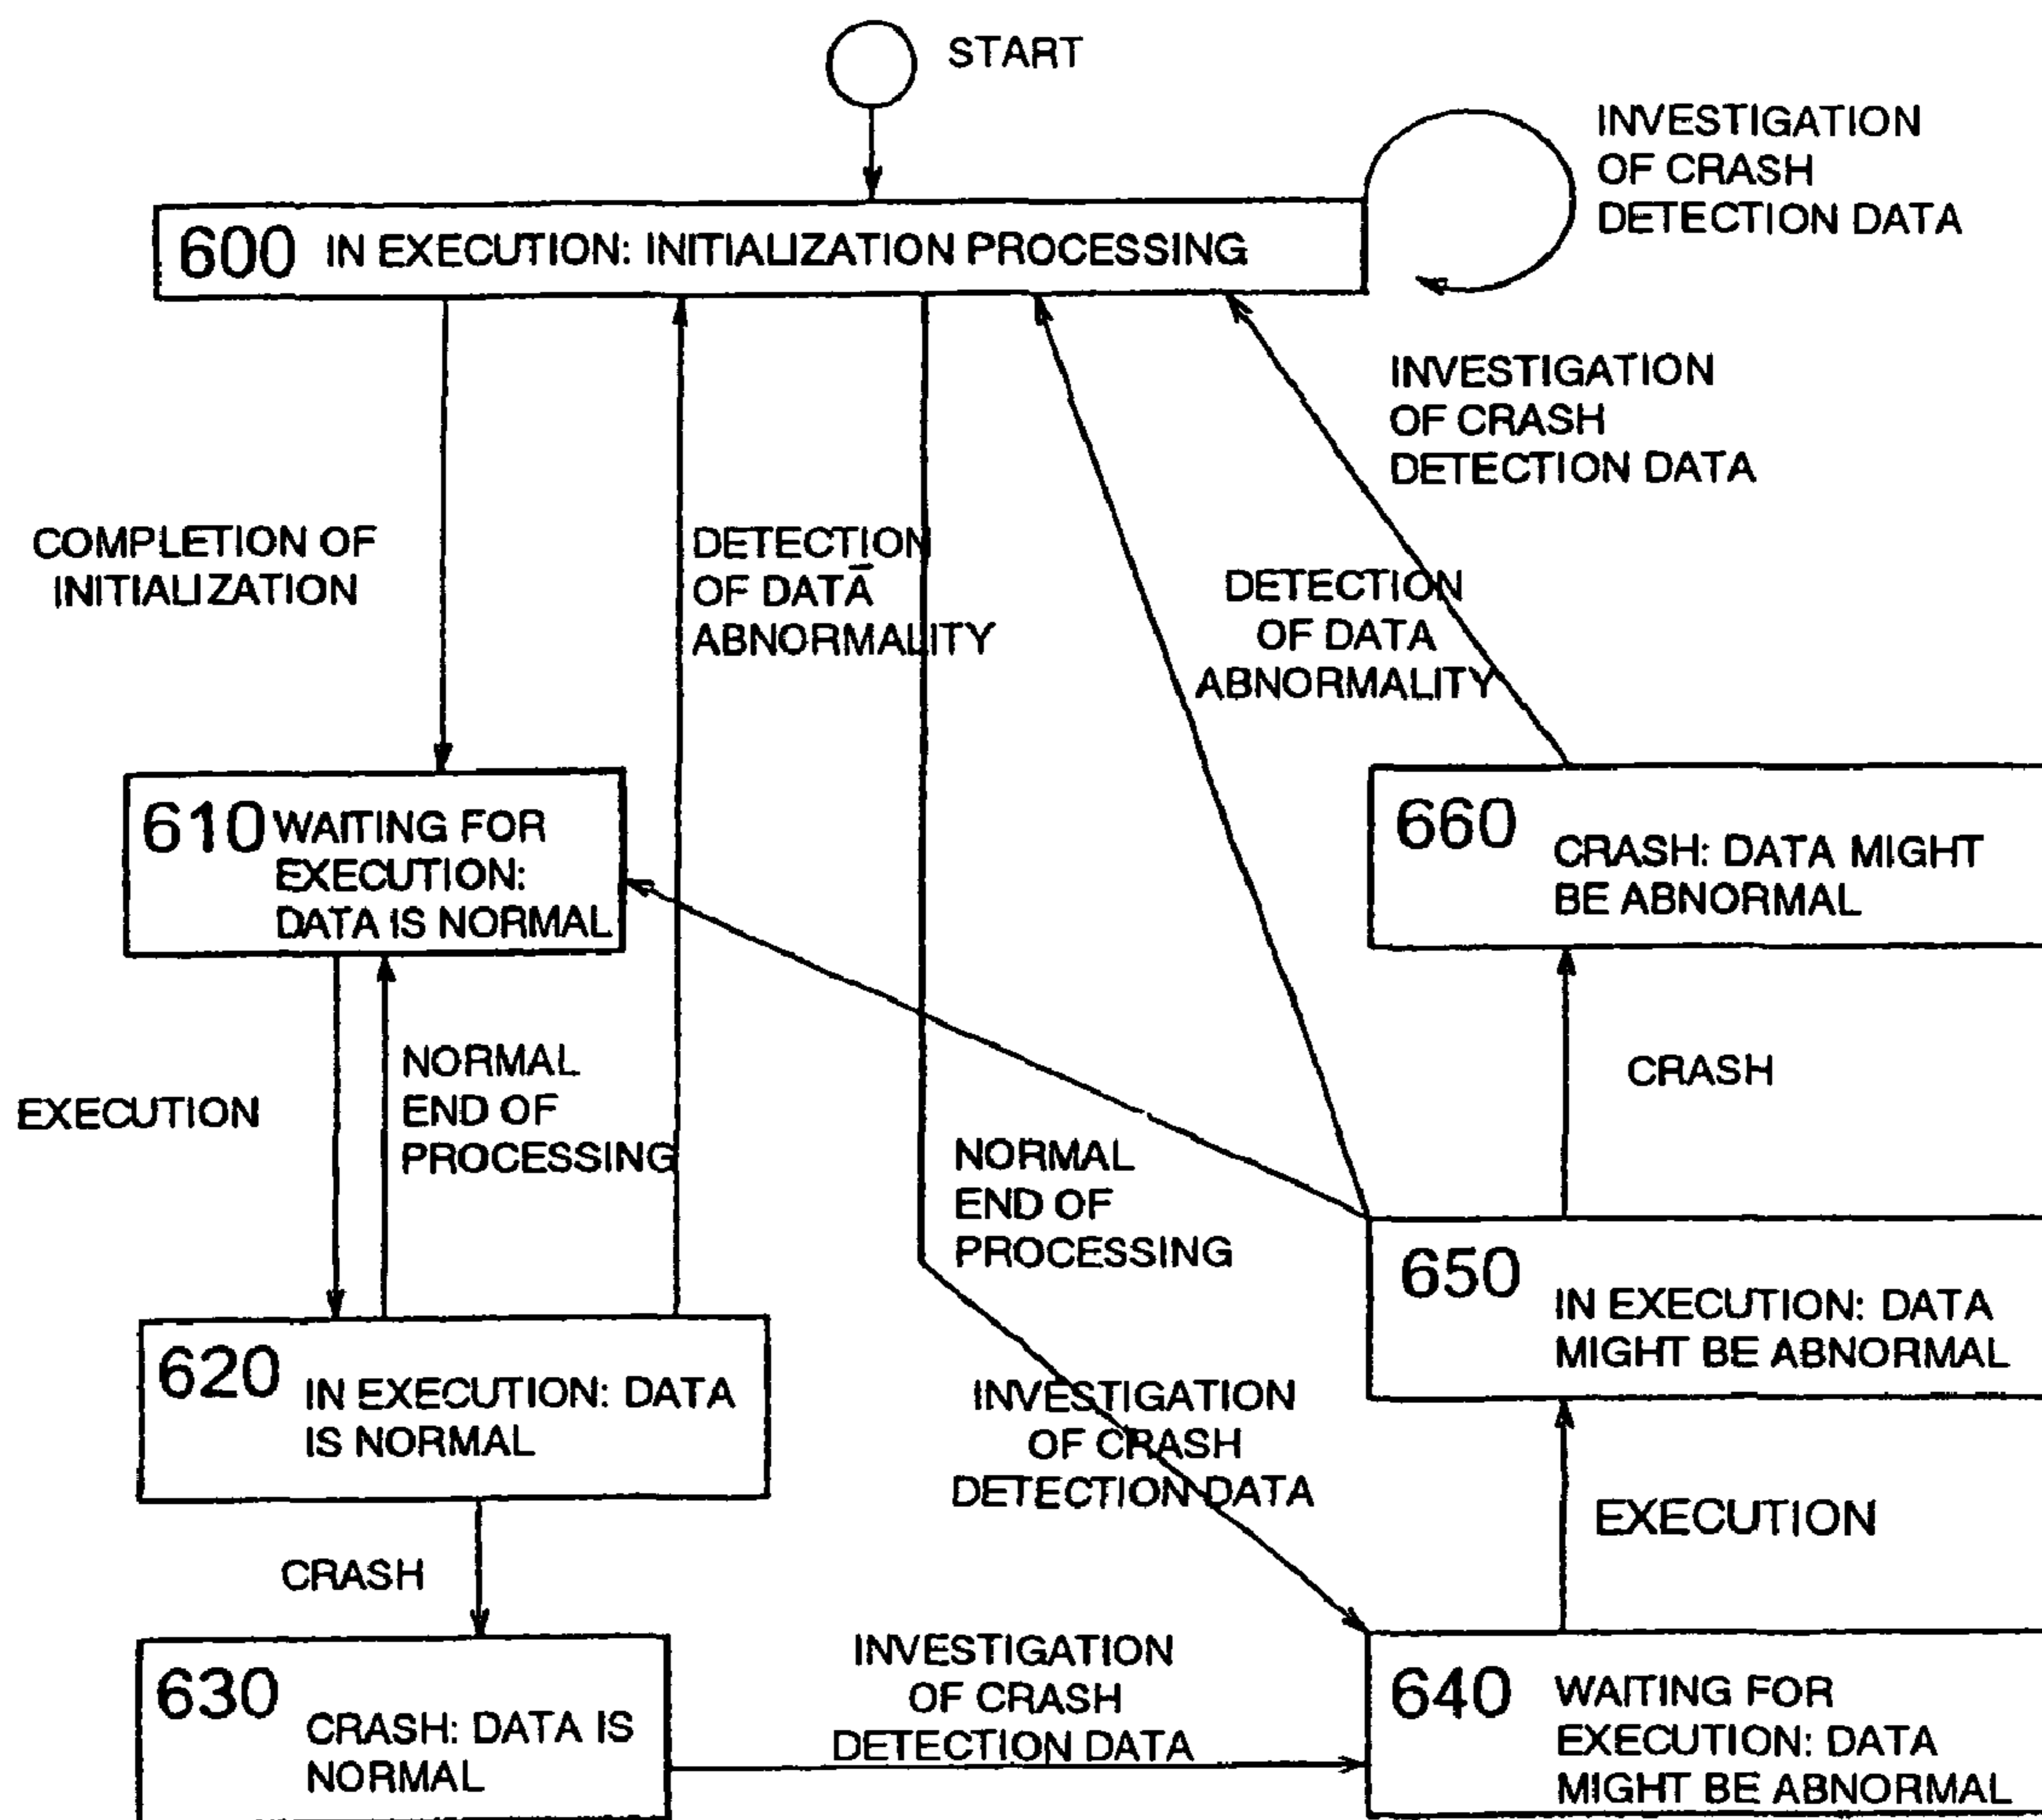 START
INVESTIGATION
OF CRASH
DETECTION DATA
600 IN EXECUTION: INITIALIZATION PROCESSING
INVESTIGATION
OF CRASH
DETECTION DATA
COMPLETION OF
INITIALIZATION
DETECTION
OF DATA
ABNORMALITY
DETECTION
OF DATA
ABNORMALITY
610 WAITING FOR
EXECUTION:
DATA IS NORMAL
660 CRASH: DATA MIGHT
BE ABNORMAL
EXECUTION
NORMAL
END OF
PROCESSING
CRASH
NORMAL
END OF
PROCESSING
650 IN EXECUTION: DATA
MIGHT BE ABNORMAL
620 IN EXECUTION: DATA
IS NORMAL
INVESTIGATION
OF CRASH
DETECTION DATA
EXECUTION
CRASH
630 CRASH: DATA IS
NORMAL
INVESTIGATION
OF CRASH
DETECTION DATA
640 WAITING FOR
EXECUTION: DATA
MIGHT BE ABNORMAL